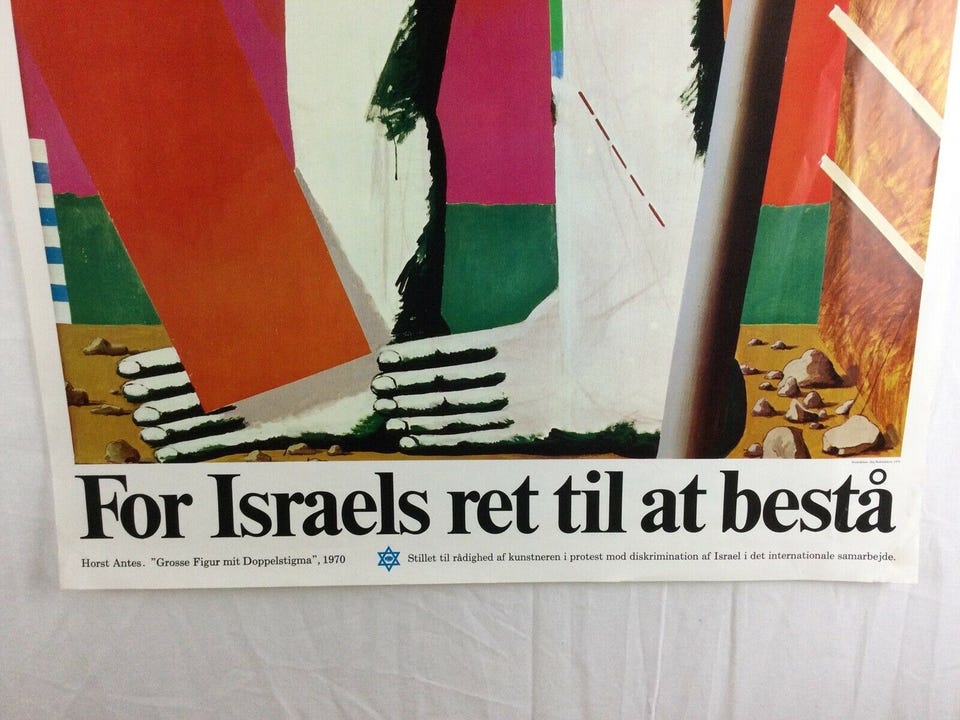 For Israels ret til at bestå
Horst Antes. "Grosse Figur mit Doppelstigma", 1970
Stillet til rådighed af kunstneren i protest mod diskrimination af Israel i det internationale samarbejde.